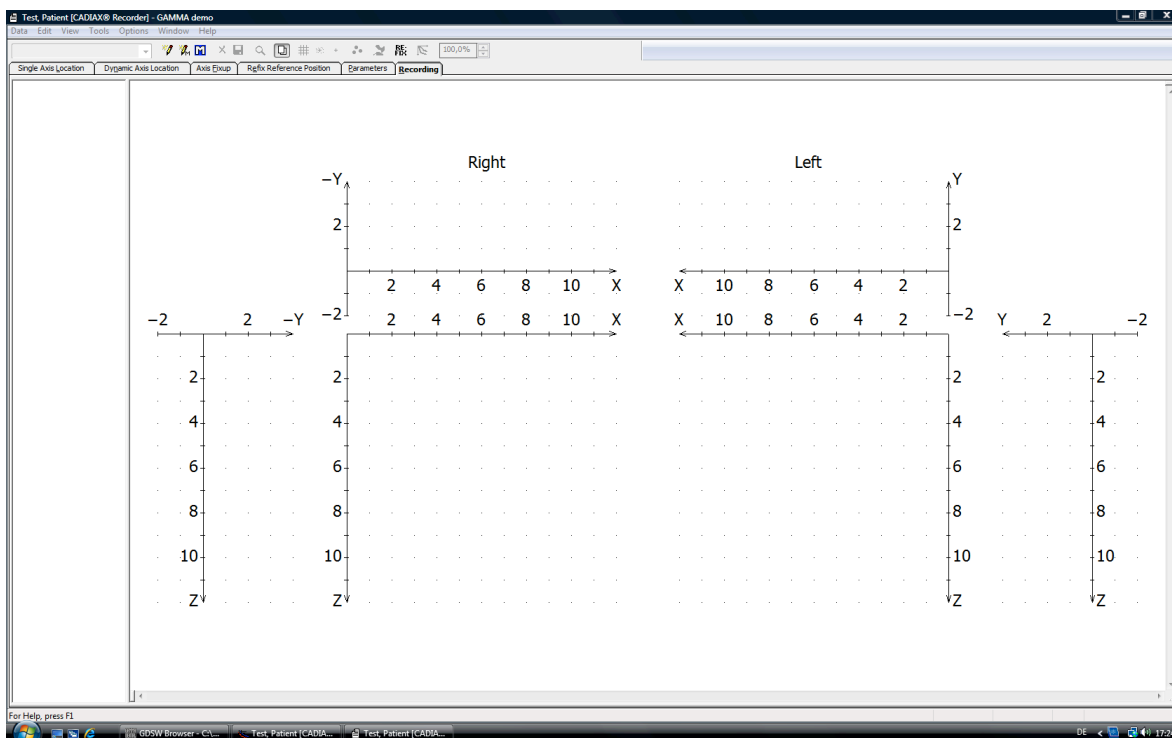 Test, Patient [CADIAX® Recorder] - GAMMA demo
Data Edit View Tools Options Window Help
RE: FIX 100,0%
Single Axis Location Dynamic Axis Location Axis Fixup Refix Reference Position Parameters Recording
Right Left
−Y Y
2 2
2 4 6 8 10 X X 10 8 6 4 2
−2 2 −Y −2 2 4 6 8 10 X X 10 8 6 4 2 −2 Y 2 −2
2 2 2 2
4 4 4 4
6 6 6 6
8 8 8 8
10 10 10 10
Z Z Z Z
For Help, press F1
GDSW Browser - C:\... Test, Patient [CADIA... Test, Patient [CADIA... DE